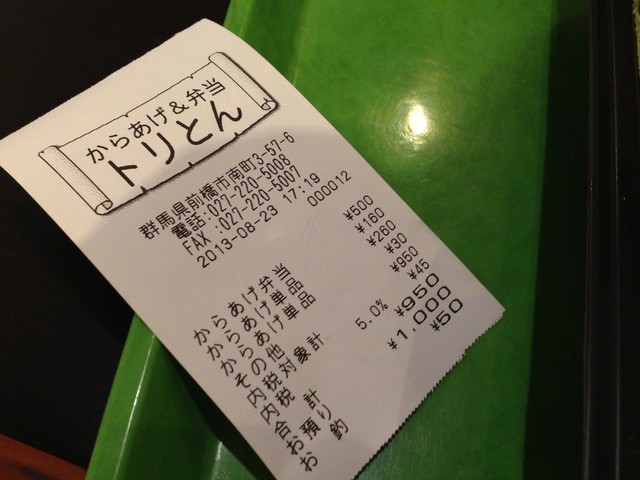 からあげ&弁当
トリとん
群馬県前橋市南町3-57-6
電話:027-220-5008
FAX :027-220-5007
2013-08-23 17:19
000012
からあげ弁当 ¥500
からあげ単品 ¥160
からあげ単品 ¥260
その他 ¥30
内税対象計 ¥950
内税 5.0% ¥45
合 計 ¥950
お預り ¥1,000
お 釣 ¥50